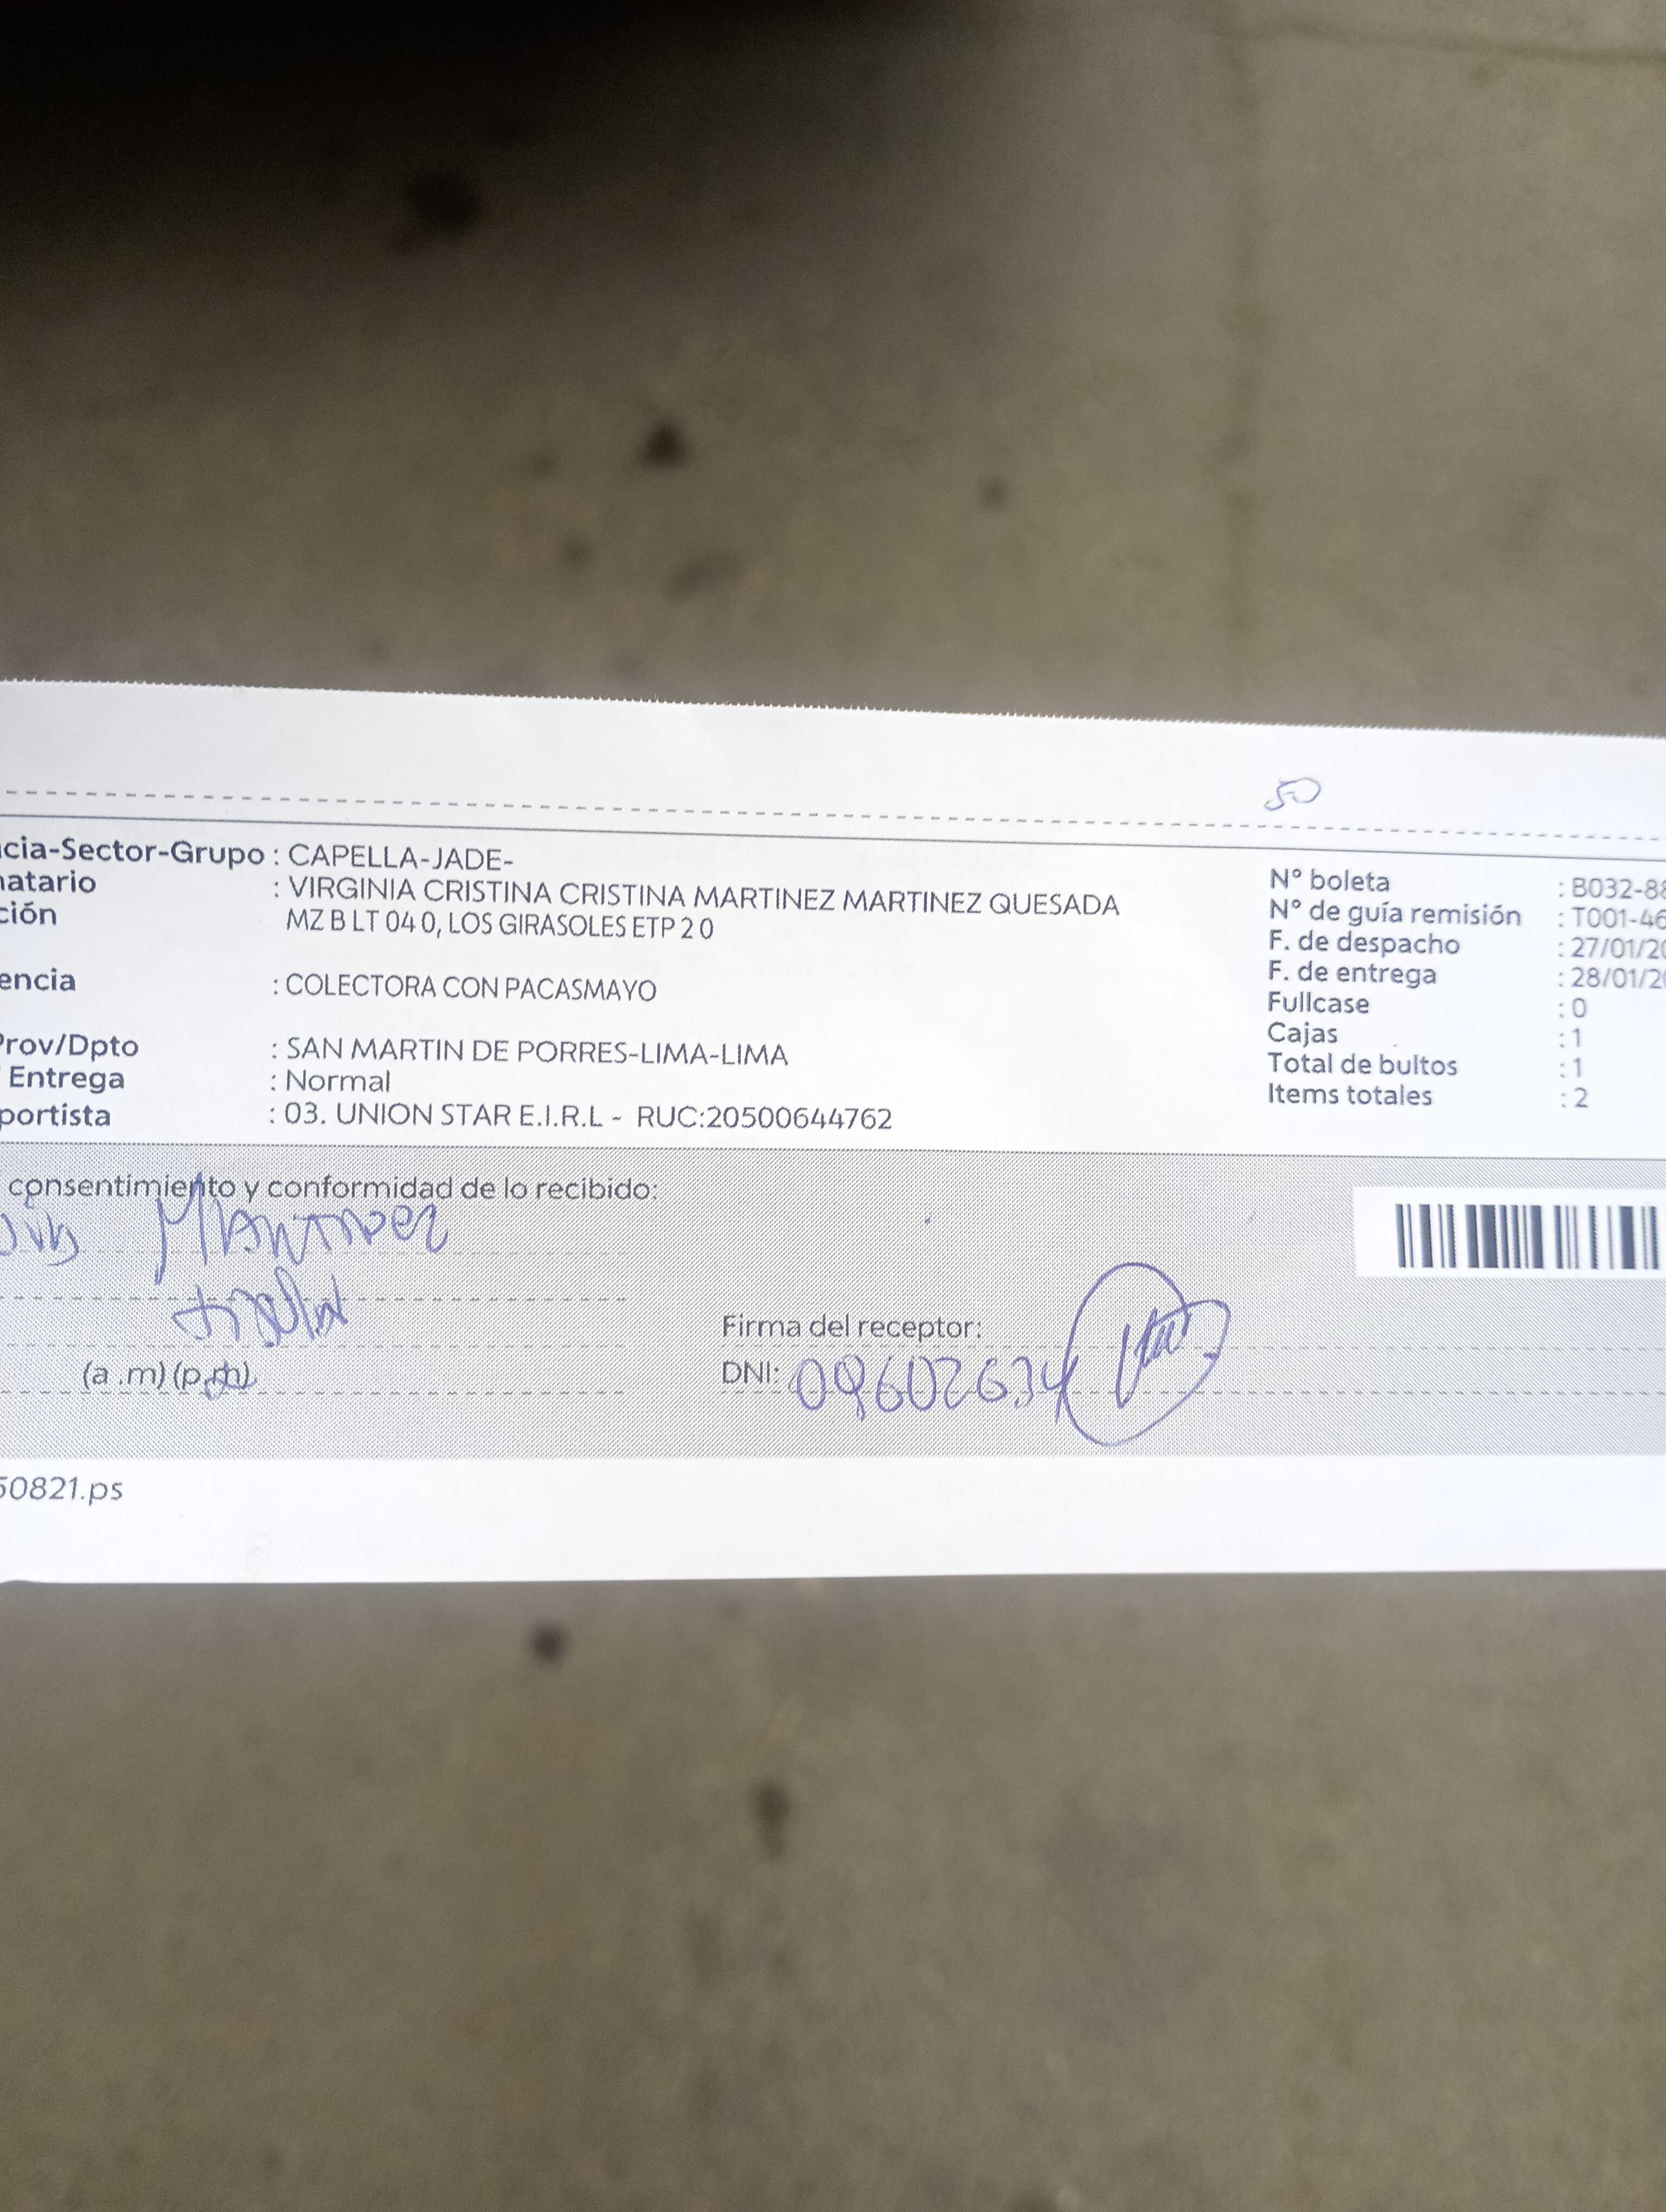 50
cia-Sector-Grupo : CAPELLA-JADE-
natario : VIRGINIA CRISTINA CRISTINA MARTINEZ MARTINEZ QUESADA
ción MZ B LT 04 0, LOS GIRASOLES ETP 2 0
encia : COLECTORA CON PACASMAYO
Prov/Dpto : SAN MARTIN DE PORRES-LIMA-LIMA
Entrega : Normal
portista : 03. UNION STAR E.I.R.L - RUC:20500644762
N° boleta : B032-88
N° de guía remisión : T001-46
F. de despacho : 27/01/20
F. de entrega : 28/01/20
Fullcase : 0
Cajas : 1
Total de bultos : 1
Items totales : 2
consentimiento y conformidad de lo recibido:
Martinez
(a .m) (p.m)
Firma del receptor:
DNI: 09602634
50821.ps